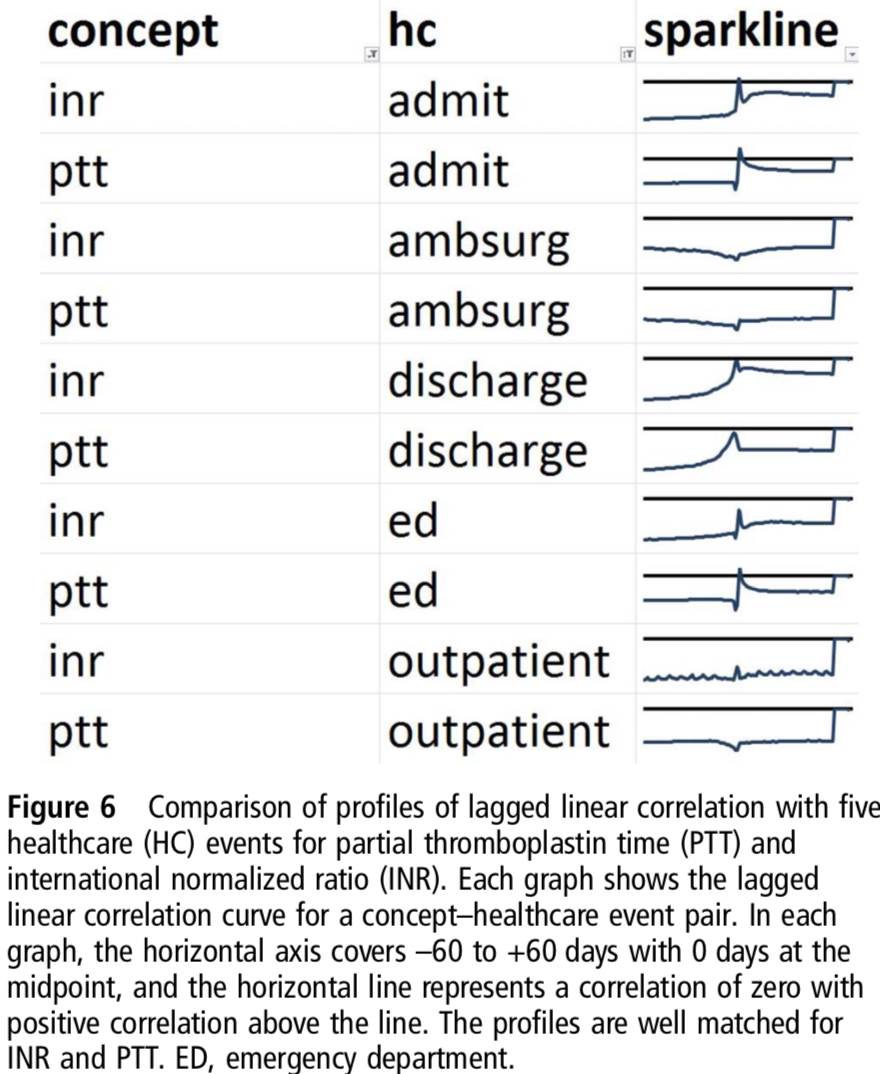 concept hc sparkline
inr admit
ptt admit
inr ambsurg
ptt ambsurg
inr discharge
ptt discharge
inr ed
ptt ed
inr outpatient
ptt outpatient
Figure 6 Comparison of profiles of lagged linear correlation with five
healthcare (HC) events for partial thromboplastin time (PTT) and
international normalized ratio (INR). Each graph shows the lagged
linear correlation curve for a concept–healthcare event pair. In each
graph, the horizontal axis covers –60 to +60 days with 0 days at the
midpoint, and the horizontal line represents a correlation of zero with
positive correlation above the line. The profiles are well matched for
INR and PTT. ED, emergency department.